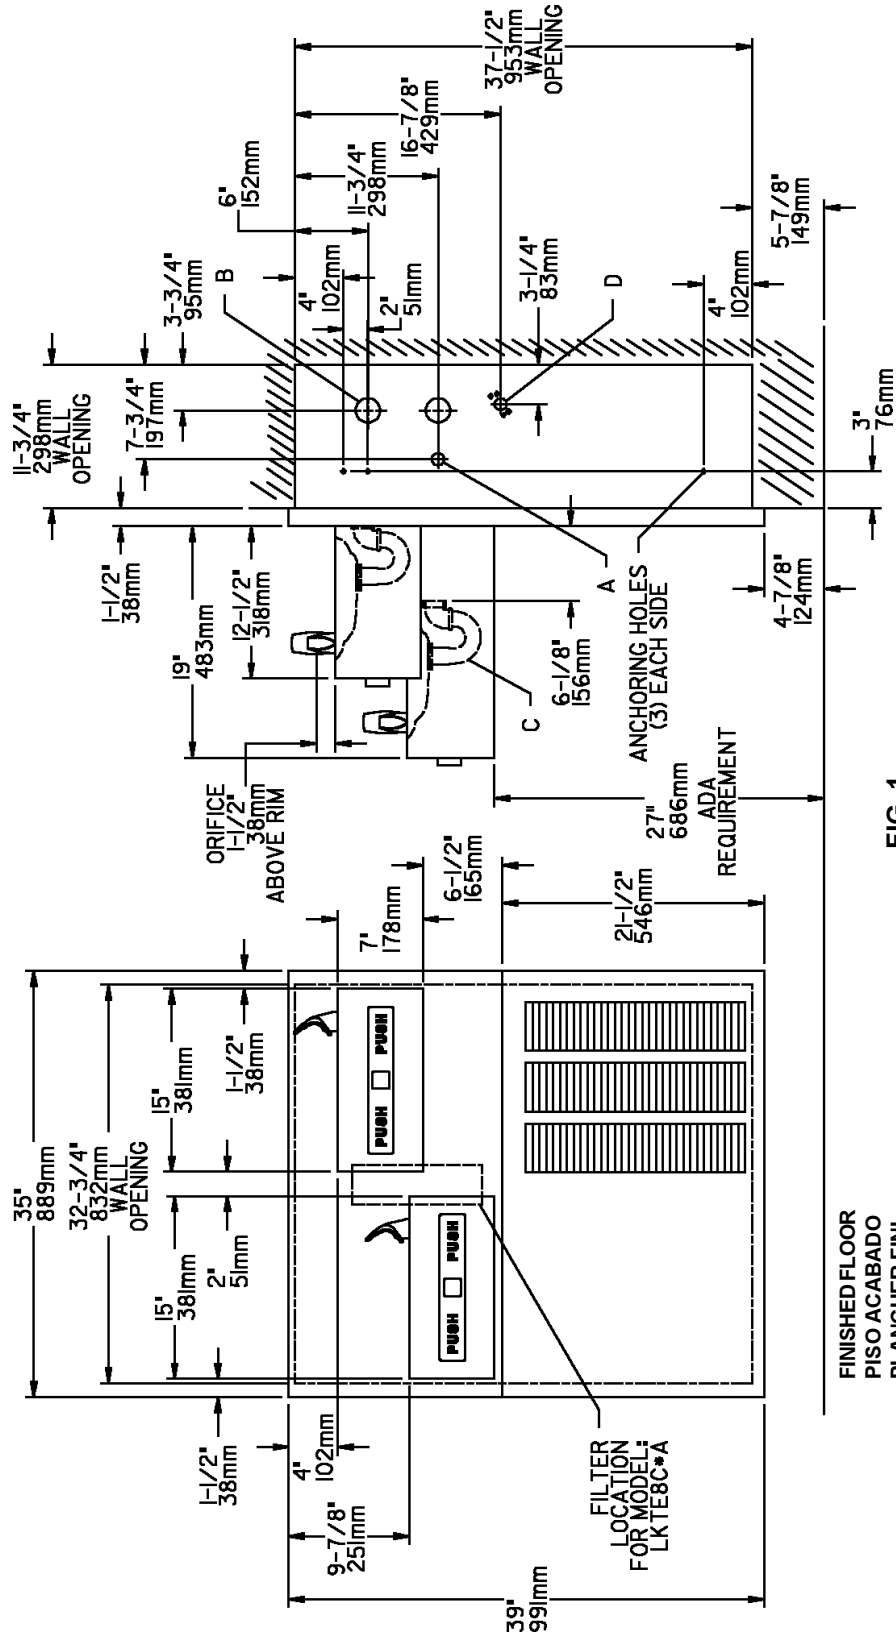 35"
889mm
32-3/4"
832mm
WALL
OPENING
15"
381mm
15"
381mm
2"
51mm
1-1/2"
38mm
1-1/2"
38mm
4"
102mm
9-7/8"
251mm
39"
991mm
7"
178mm
6-1/2"
165mm
21-1/2"
546mm
PUSH PUSH
PUSH PUSH
FILTER
LOCATION
FOR MODEL:
LKTE8C*A
FINISHED FLOOR
PISO ACABADO
PLANCHER FINI
ORIFICE
1-1/2"
38mm
ABOVE RIM
19"
483mm
12-1/2"
318mm
1-1/2"
38mm
11-3/4"
298mm
WALL
OPENING
7-3/4"
197mm
3-3/4"
95mm
B
6"
152mm
4"
102mm
2"
51mm
11-3/4"
298mm
16-7/8"
429mm
37-1/2"
953mm
WALL
OPENING
3-1/4"
83mm
D
4"
102mm
5-7/8"
149mm
3"
76mm
A
C
6-1/8"
156mm
ANCHORING HOLES
(3) EACH SIDE
4-7/8"
124mm
27"
686mm
ADA
REQUIREMENT
FIG. 1